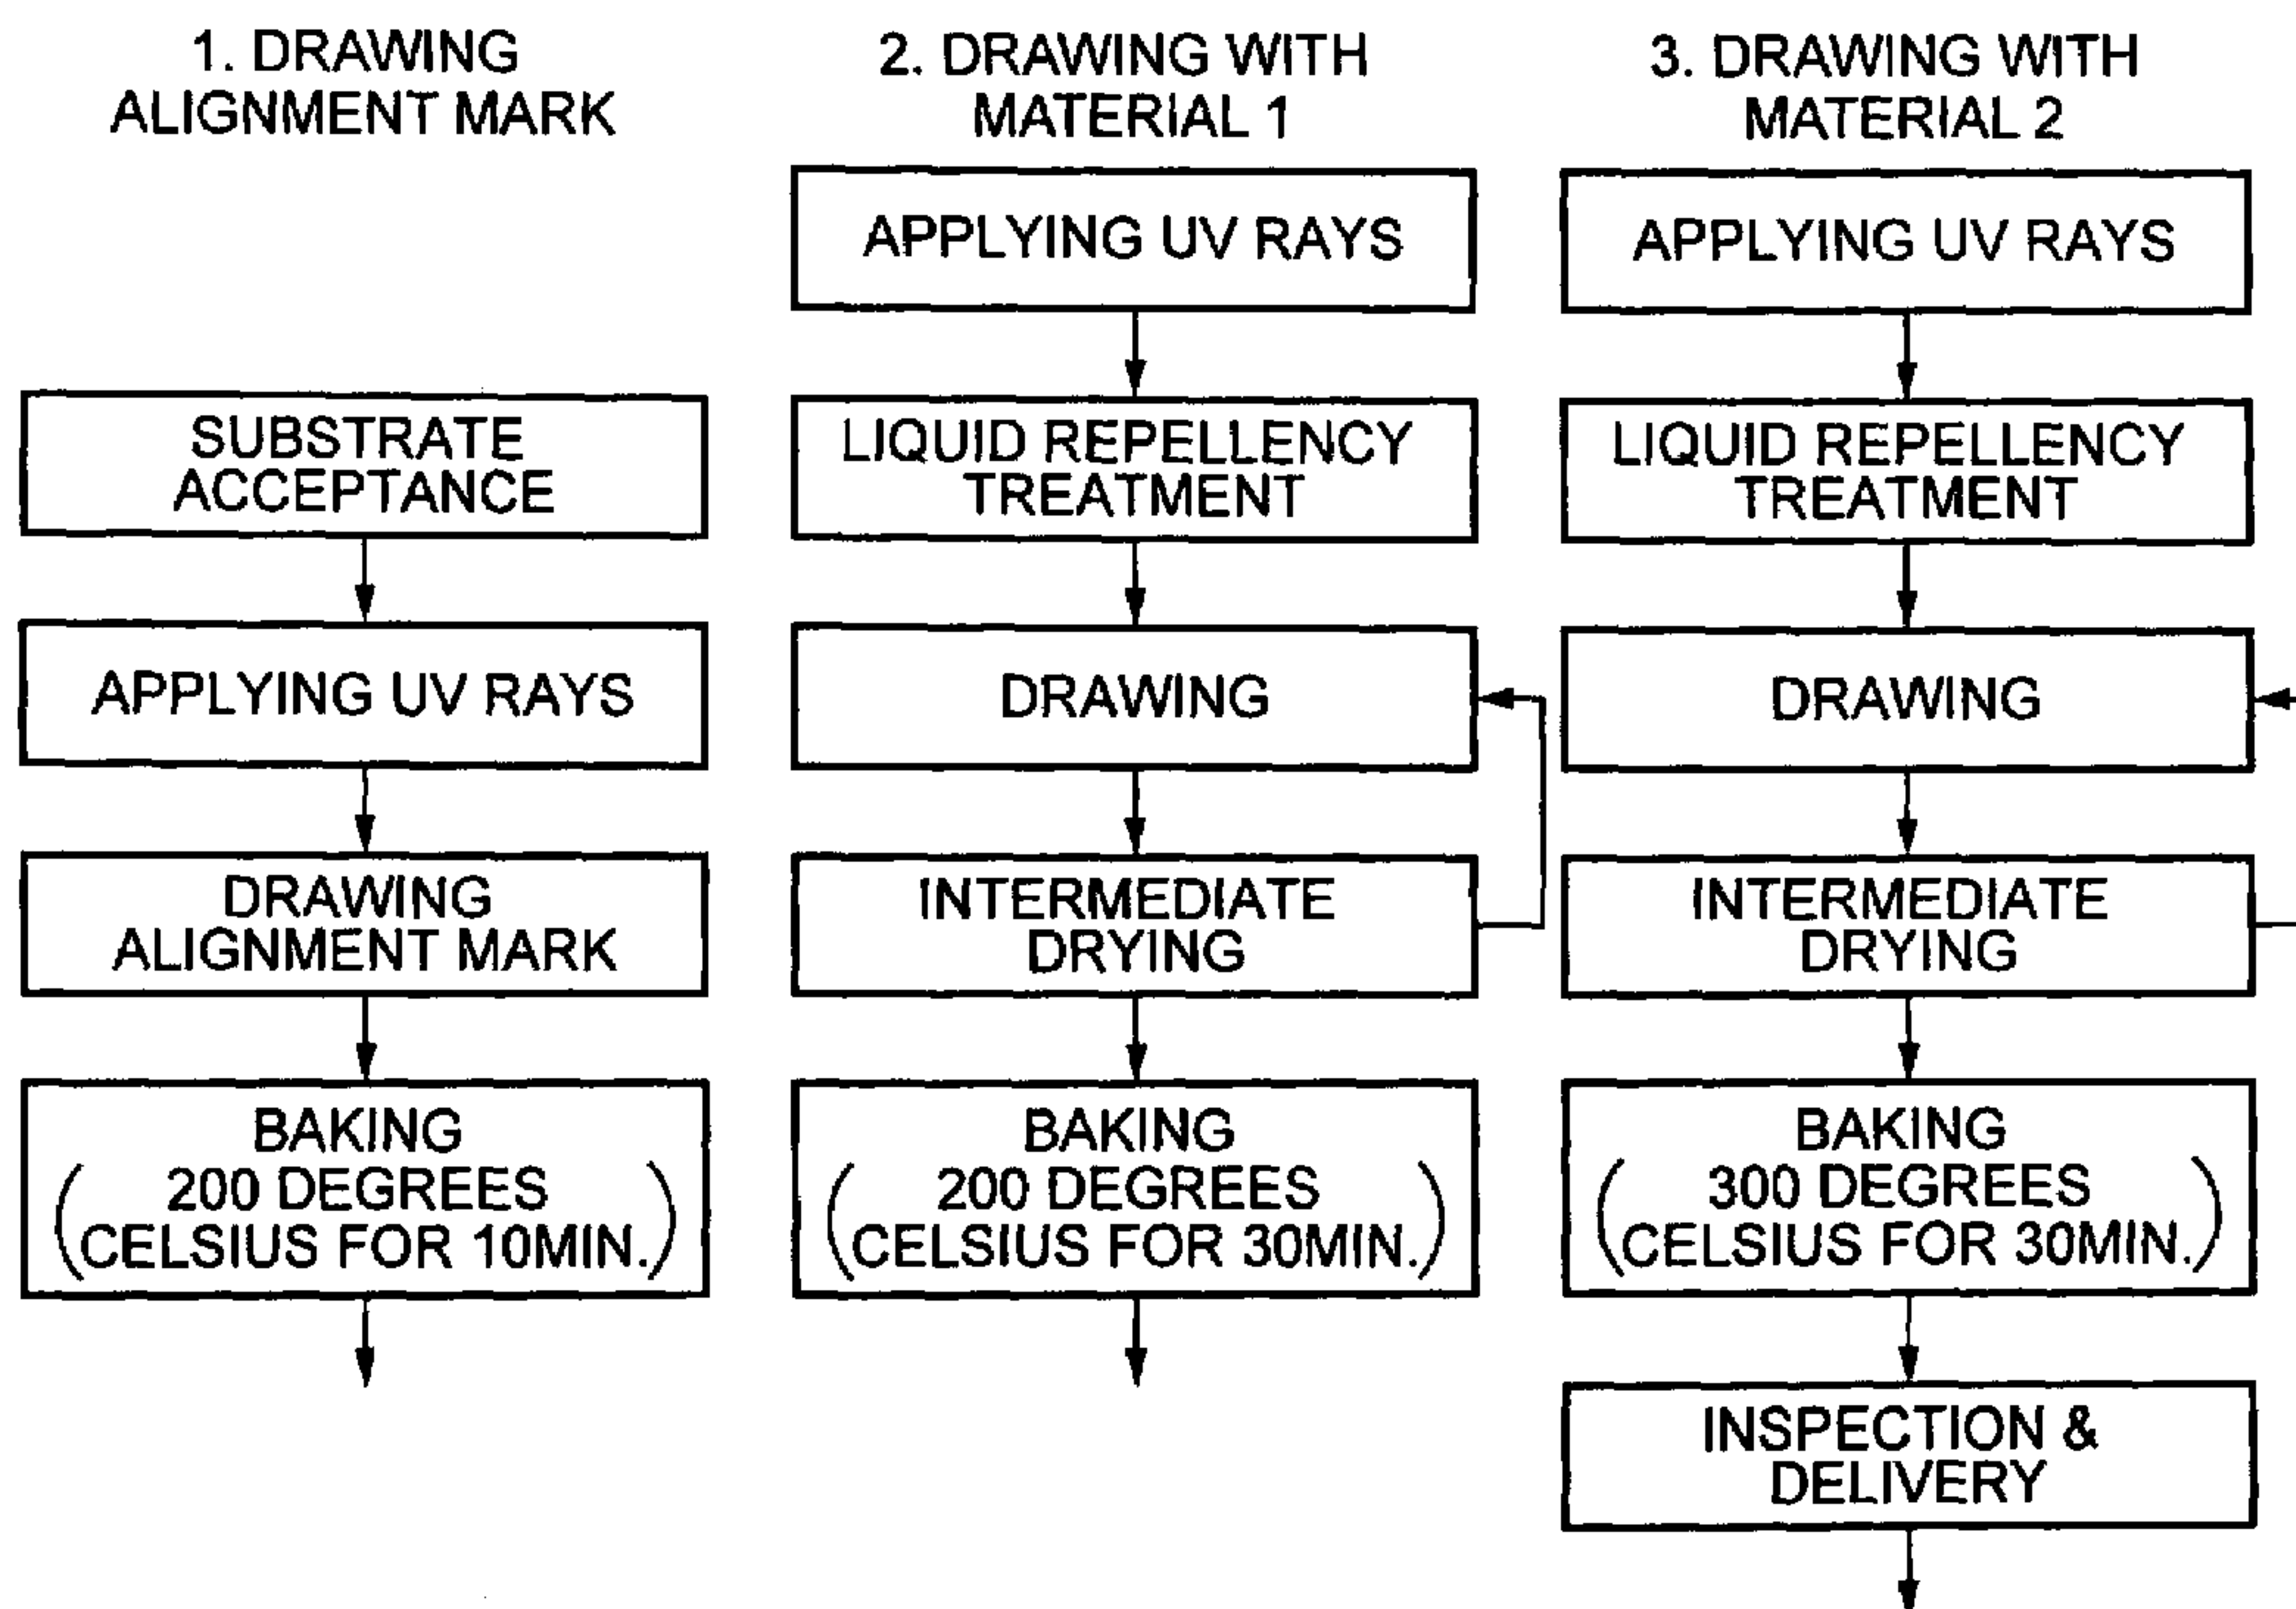 1. DRAWING
ALIGNMENT MARK
SUBSTRATE
ACCEPTANCE
APPLYING UV RAYS
DRAWING
ALIGNMENT MARK
BAKING
(200 DEGREES
CELSIUS FOR 10MIN.)
2. DRAWING WITH
MATERIAL 1
APPLYING UV RAYS
LIQUID REPELLENCY
TREATMENT
DRAWING
INTERMEDIATE
DRYING
BAKING
(200 DEGREES
CELSIUS FOR 30MIN.)
3. DRAWING WITH
MATERIAL 2
APPLYING UV RAYS
LIQUID REPELLENCY
TREATMENT
DRAWING
INTERMEDIATE
DRYING
BAKING
(300 DEGREES
CELSIUS FOR 30MIN.)
INSPECTION &
DELIVERY